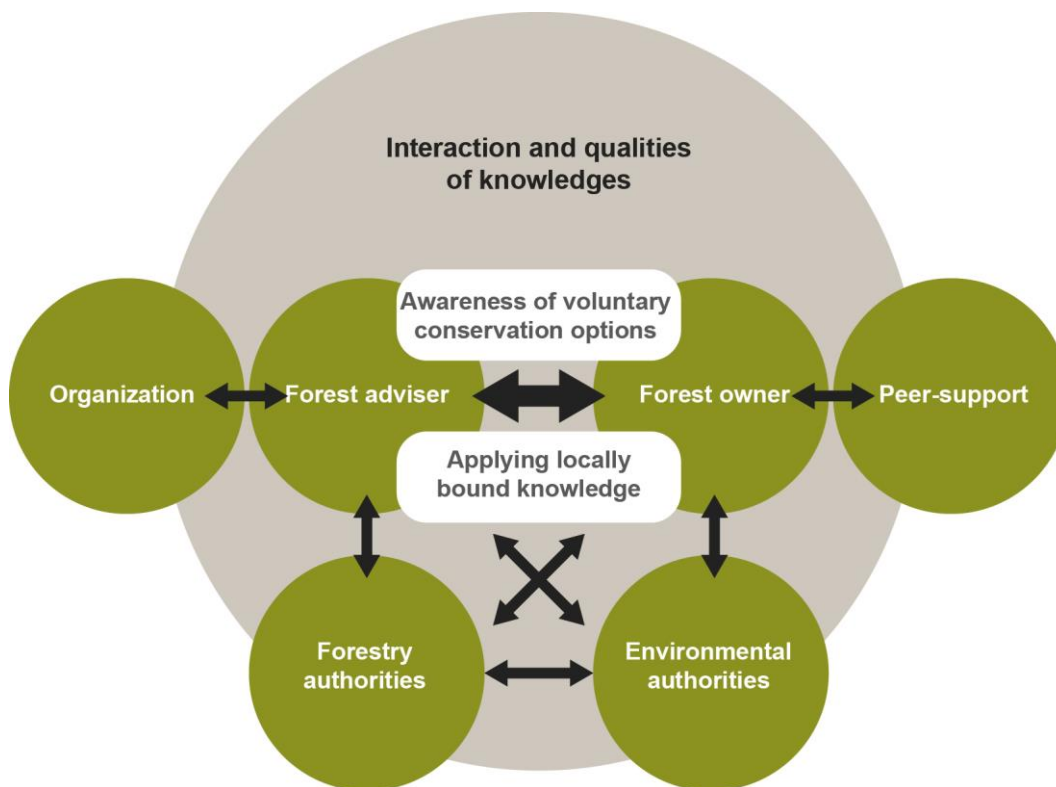 Interaction and qualities
of knowledges
Awareness of voluntary
conservation options
Organization
Forest adviser
Forest owner
Peer-support
Applying locally
bound knowledge
Forestry
authorities
Environmental
authorities